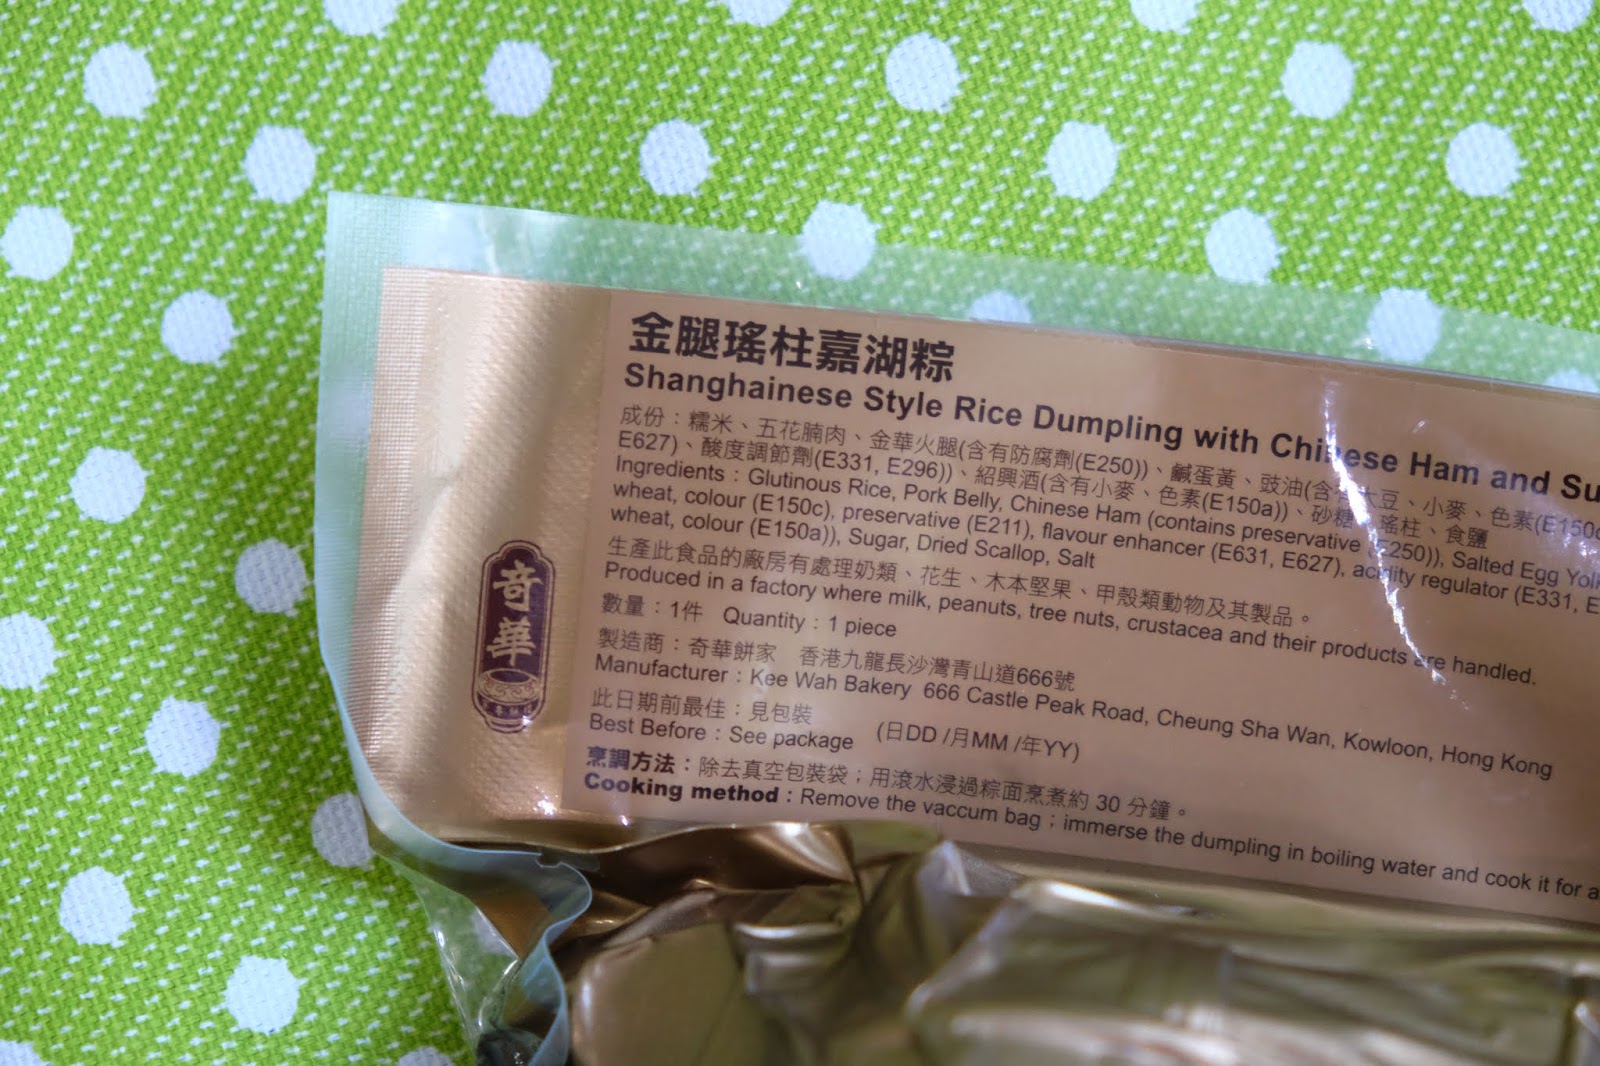 金腿瑤柱嘉湖粽
Shanghainese Style Rice Dumpling with Chinese Ham and Su
成份：糯米、五花腩肉、金華火腿(含有防腐劑(E250))、鹹蛋黃、豉油(含有大豆、小麥、色素(E150c
E627)、酸度調節劑(E331, E296))、紹興酒(含有小麥、色素(E150a))、砂糖、瑤柱、食鹽
Ingredients：Glutinous Rice, Pork Belly, Chinese Ham (contains preservative (E250)), Salted Egg Yolk
wheat, colour (E150c), preservative (E211), flavour enhancer (E631, E627), acidity regulator (E331, E
wheat, colour (E150a)), Sugar, Dried Scallop, Salt
生產此食品的廠房有處理奶類、花生、木本堅果、甲殼類動物及其製品。
Produced in a factory where milk, peanuts, tree nuts, crustacea and their products are handled.
數量：1件 Quantity：1 piece
製造商：奇華餅家 香港九龍長沙灣青山道666號
Manufacturer：Kee Wah Bakery 666 Castle Peak Road, Cheung Sha Wan, Kowloon, Hong Kong
此日期前最佳：見包裝
Best Before：See package (日DD /月MM /年YY)
烹調方法：除去真空包裝袋；用滾水浸過粽面烹煮約 30 分鐘。
Cooking method：Remove the vaccum bag；immerse the dumpling in boiling water and cook it for a
奇華